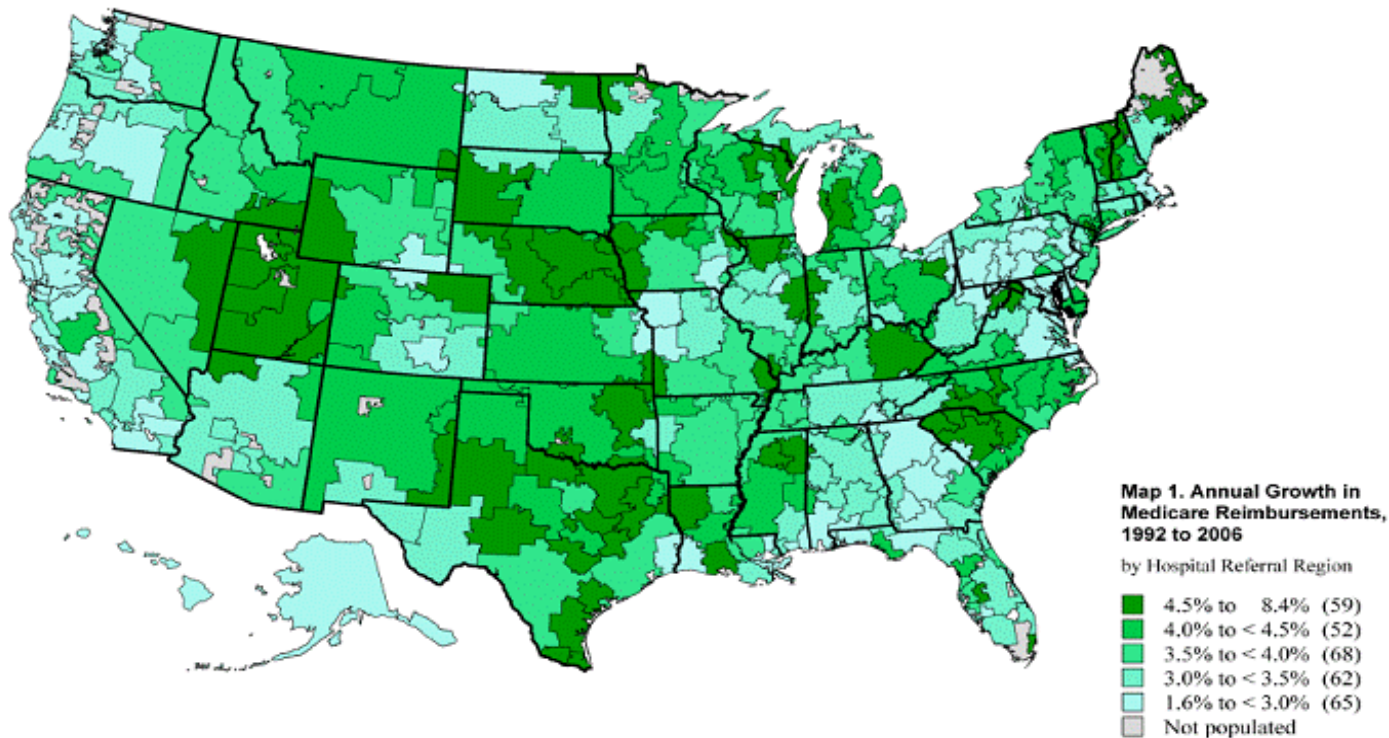 Map 1. Annual Growth in
Medicare Reimbursements,
1992 to 2006
by Hospital Referral Region
4.5% to 8.4% (59)
4.0% to < 4.5% (52)
3.5% to < 4.0% (68)
3.0% to < 3.5% (62)
1.6% to < 3.0% (65)
Not populated